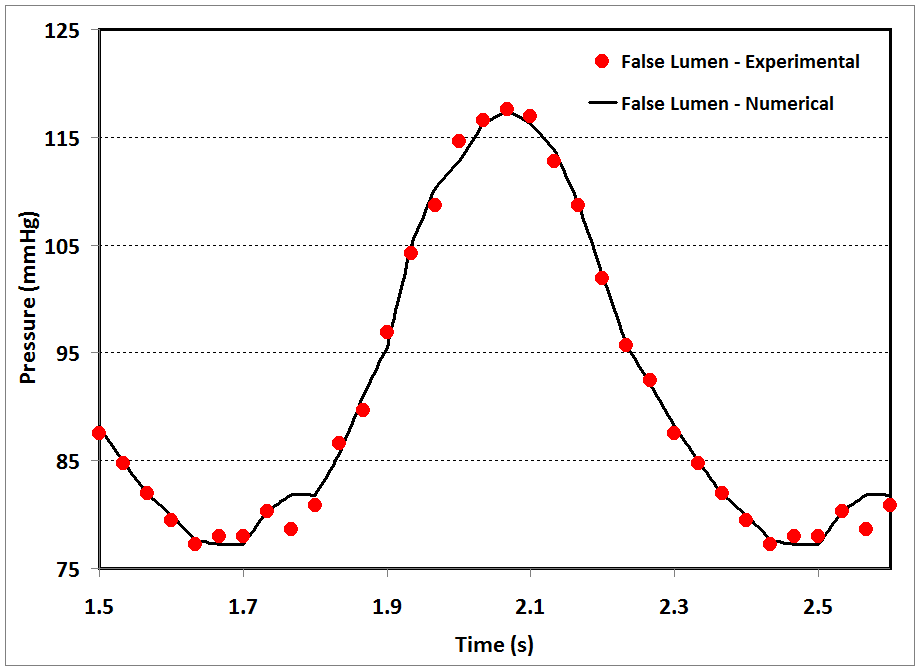 125
115
105
95
85
75
Pressure (mmHg)
False Lumen - Experimental
False Lumen - Numerical
1.5 1.7 1.9 2.1 2.3 2.5
Time (s)